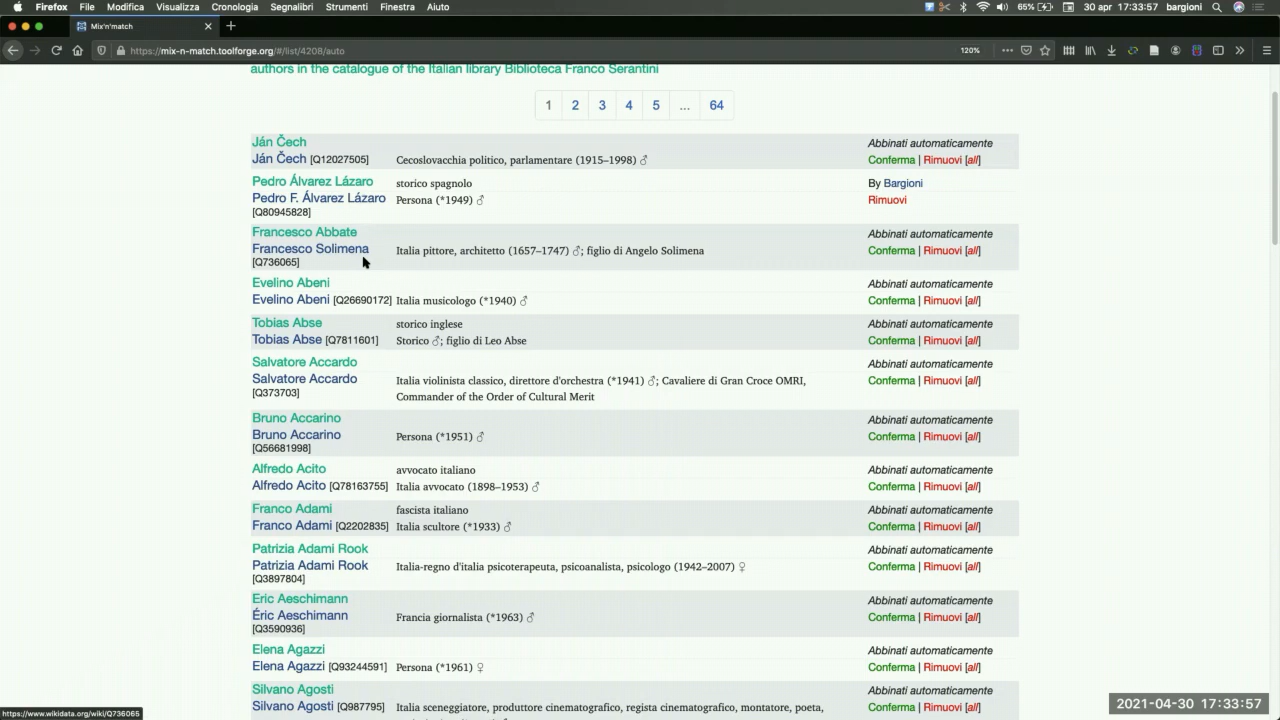 Firefox File Modifica Visualizza Cronologia Segnalibri Strumenti Finestra Aiuto 65% 30 apr 17:33:57 bargioni
Mix'n'match
https://mix-n-match.toolforge.org/#/list/4208/auto 120%
authors in the catalogue of the Italian library Biblioteca Franco Serantini
1 2 3 4 5 ... 64
Ján Čech Abbinati automaticamente
Ján Čech [Q12027505] Cecoslovacchia politico, parlamentare (1915–1998) ♂ Conferma | Rimuovi [all]
Pedro Álvarez Lázaro storico spagnolo By Bargioni
Pedro F. Álvarez Lázaro Persona (*1949) ♂ Rimuovi
[Q80945828]
Francesco Abbate Abbinati automaticamente
Francesco Solimena Italia pittore, architetto (1657–1747) ♂; figlio di Angelo Solimena Conferma | Rimuovi [all]
[Q736065]
Evelino Abeni Abbinati automaticamente
Evelino Abeni [Q26690172] Italia musicologo (*1940) ♂ Conferma | Rimuovi [all]
Tobias Abse storico inglese Abbinati automaticamente
Tobias Abse [Q7811601] Storico ♂; figlio di Leo Abse Conferma | Rimuovi [all]
Salvatore Accardo Abbinati automaticamente
Salvatore Accardo Italia violinista classico, direttore d'orchestra (*1941) ♂; Cavaliere di Gran Croce OMRI, Conferma | Rimuovi [all]
[Q373703] Commander of the Order of Cultural Merit
Bruno Accarino Abbinati automaticamente
Bruno Accarino Persona (*1951) ♂ Conferma | Rimuovi [all]
[Q56681998]
Alfredo Acito avvocato italiano Abbinati automaticamente
Alfredo Acito [Q78163755] Italia avvocato (1898–1953) ♂ Conferma | Rimuovi [all]
Franco Adami fascista italiano Abbinati automaticamente
Franco Adami [Q2202835] Italia scultore (*1933) ♂ Conferma | Rimuovi [all]
Patrizia Adami Rook Abbinati automaticamente
Patrizia Adami Rook Italia-regno d'italia psicoterapeuta, psicoanalista, psicologo (1942–2007) ♀ Conferma | Rimuovi [all]
[Q3897804]
Eric Aeschimann Abbinati automaticamente
Éric Aeschimann Francia giornalista (*1963) ♂ Conferma | Rimuovi [all]
[Q3590936]
Elena Agazzi Abbinati automaticamente
Elena Agazzi [Q93244591] Persona (*1961) ♀ Conferma | Rimuovi [all]
Silvano Agosti Abbinati automaticamente
Silvano Agosti [Q987795] Italia sceneggiatore, produttore cinematografico, regista cinematografico, montatore, poeta, Conferma | Rimuovi [all]
https://www.wikidata.org/wiki/Q736065
2021-04-30 17:33:57